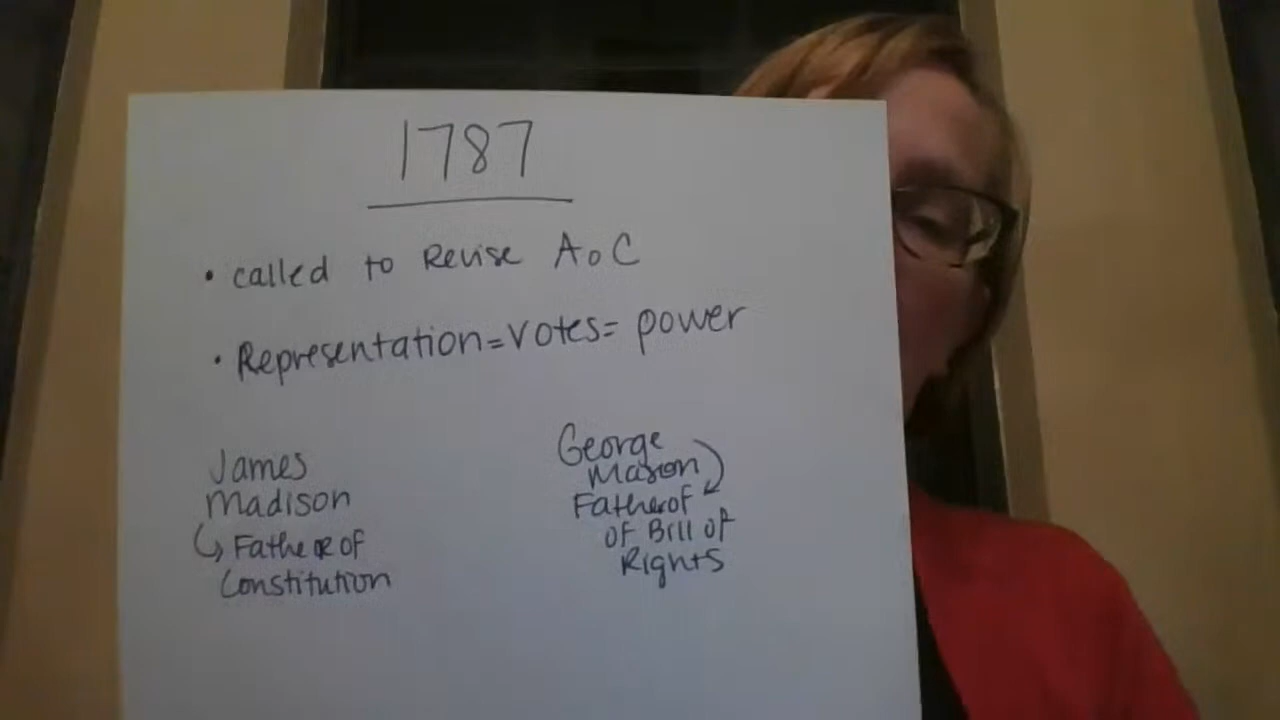 1787
• called to Revise AoC
• Representation=votes= power
James
Madison
↳ Father of
Constitution
George
Mason
Father of
of Bill of
Rights